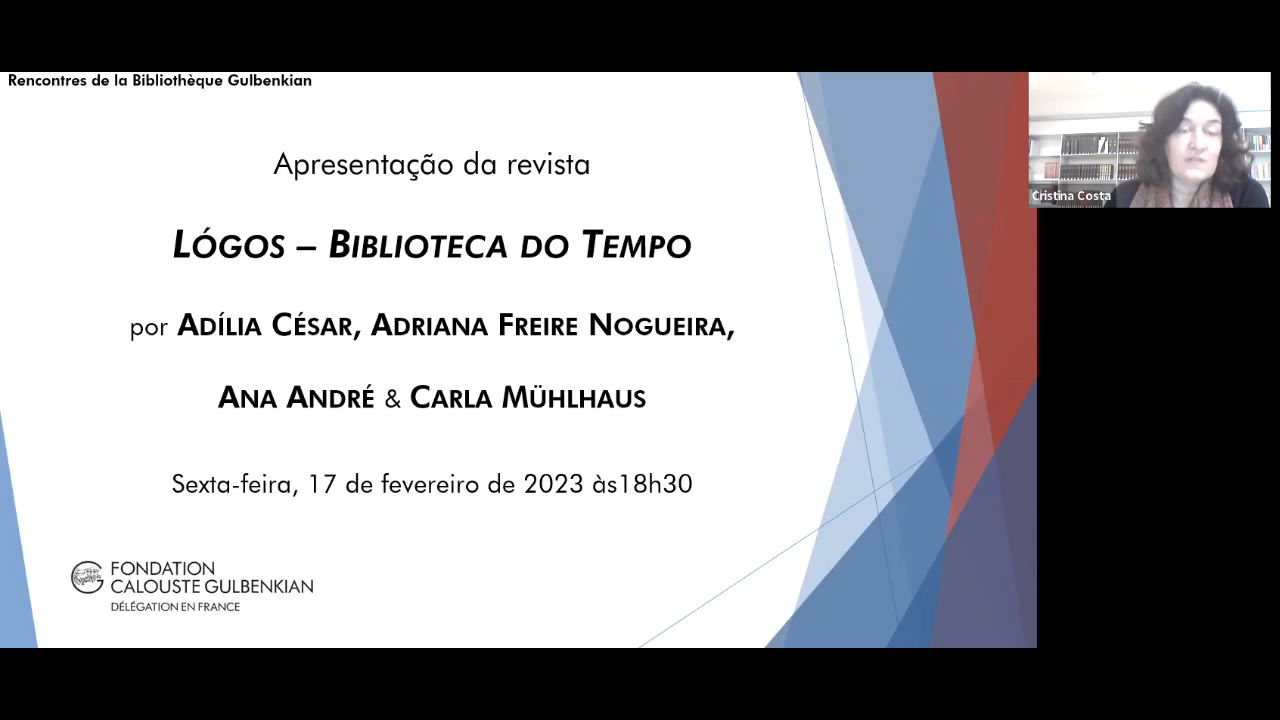 Rencontres de la Bibliothèque Gulbenkian
Apresentação da revista
LÓGOS – BIBLIOTECA DO TEMPO
por ADÍLIA CÉSAR, ADRIANA FREIRE NOGUEIRA,
ANA ANDRÉ & CARLA MÜHLHAUS
Sexta-feira, 17 de fevereiro de 2023 às18h30
FONDATION
CALOUSTE GULBENKIAN
DÉLÉGATION EN FRANCE
Cristina Costa